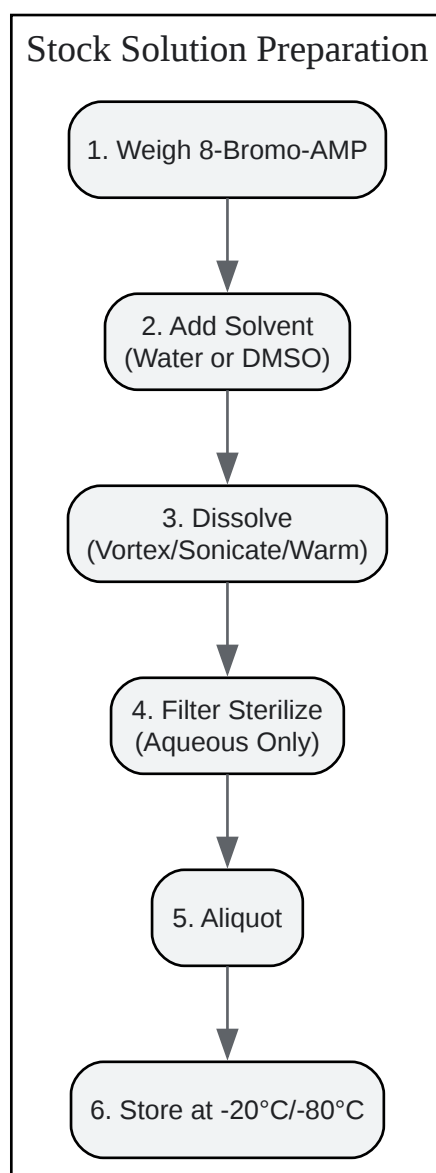 Stock Solution Preparation
1. Weigh 8-Bromo-AMP
2. Add Solvent
(Water or DMSO)
3. Dissolve
(Vortex/Sonicate/Warm)
4. Filter Sterilize
(Aqueous Only)
5. Aliquot
6. Store at -20°C/-80°C